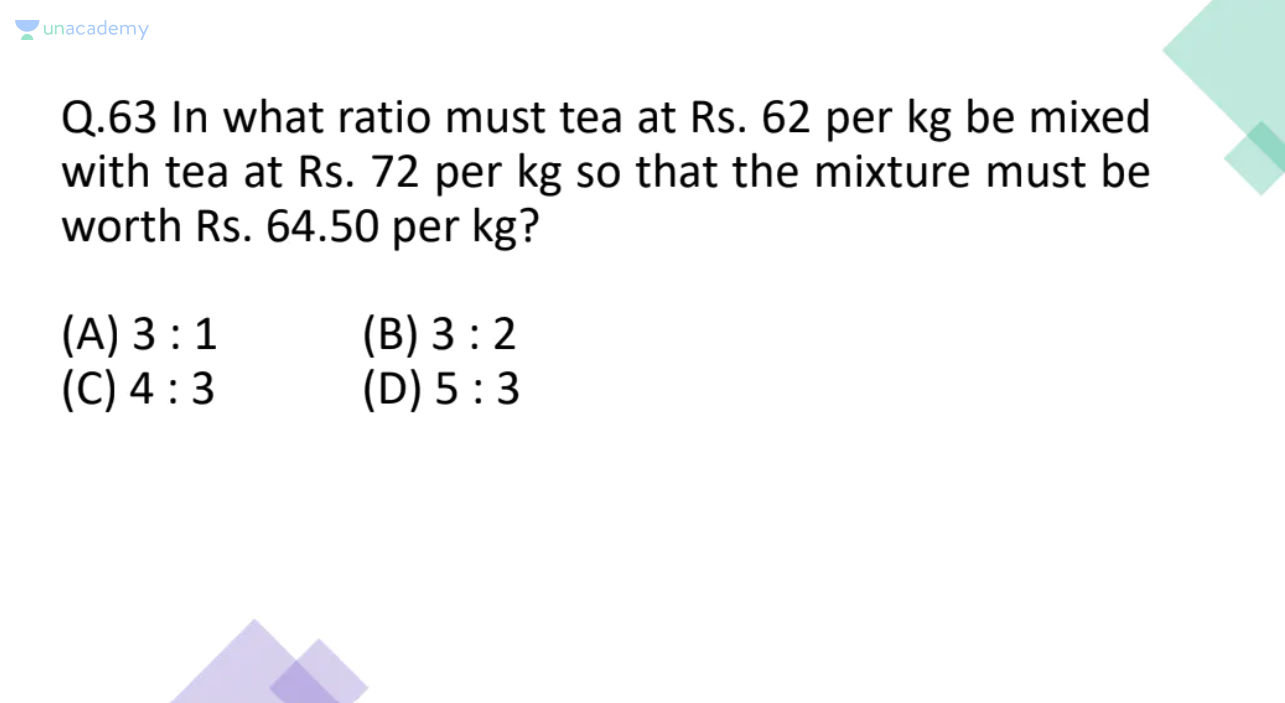 unacademy
Q.63 In what ratio must tea at Rs. 62 per kg be mixed
with tea at Rs. 72 per kg so that the mixture must be
worth Rs. 64.50 per kg?
(A) 3 : 1 (B) 3 : 2
(C) 4 : 3 (D) 5 : 3